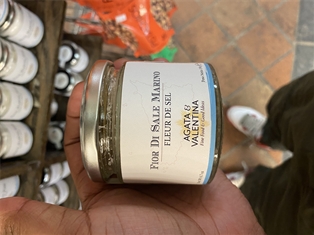 FIOR DI SALE MARINO
FLEUR DE SEL
AGATA &
VALENTINA